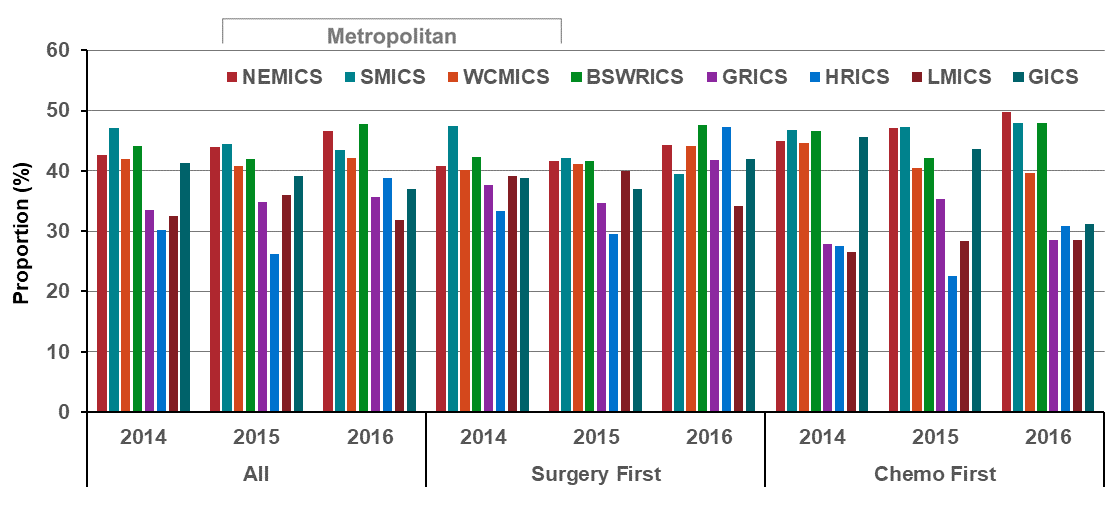 Metropolitan
60
NEMICS SMICS WCMICS BSWRICS GRICS HRICS LMICS GICS
50
40
30
20
10
0
Proportion (%)
2014 2015 2016 2014 2015 2016 2014 2015 2016
All Surgery First Chemo First